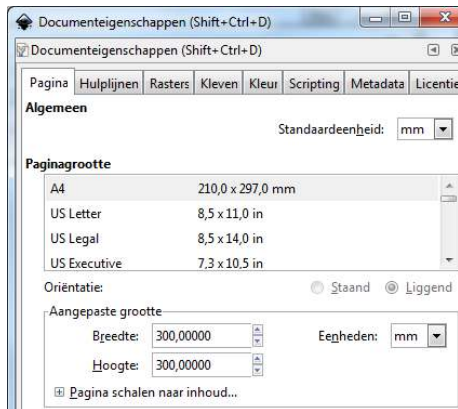 Documenteigenschappen (Shift+Ctrl+D)
Documenteigenschappen (Shift+Ctrl+D)
Pagina Hulplijnen Rasters Kleven Kleur Scripting Metadata Licentie
Algemeen
Standaardeenheid: mm
Paginagrootte
A4 210,0 x 297,0 mm
US Letter 8,5 x 11,0 in
US Legal 8,5 x 14,0 in
US Executive 7,3 x 10,5 in
Oriëntatie: Staand Liggend
Aangepaste grootte
Breedte: 300,00000 Eenheden: mm
Hoogte: 300,00000
Pagina schalen naar inhoud...